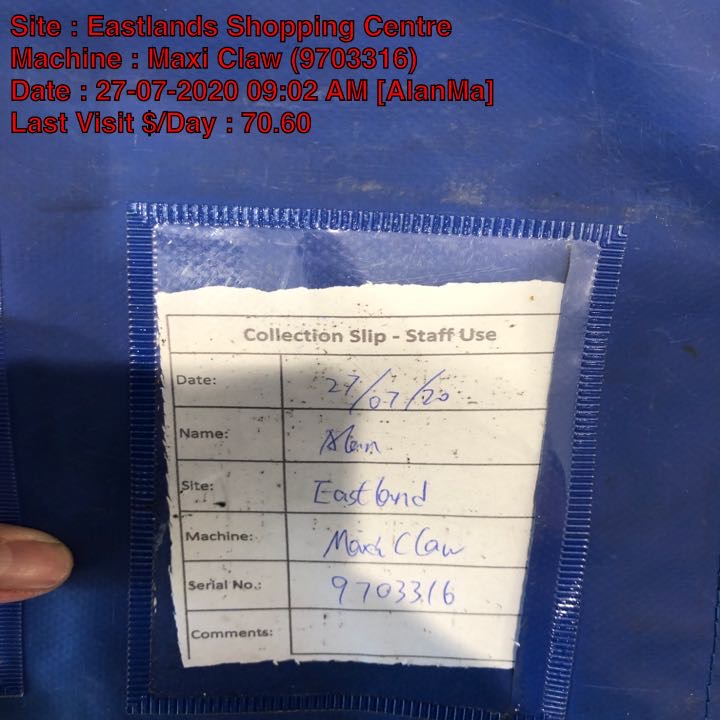 Site : Eastlands Shopping Centre
Machine : Maxi Claw (9703316)
Date : 27-07-2020 09:02 AM [AlanMa]
Last Visit $/Day : 70.60
Collection Slip - Staff Use
Date: 27/07/20
Name: Alan
Site: Eastland
Machine: Maxi Claw
Serial No.: 9703316
Comments: